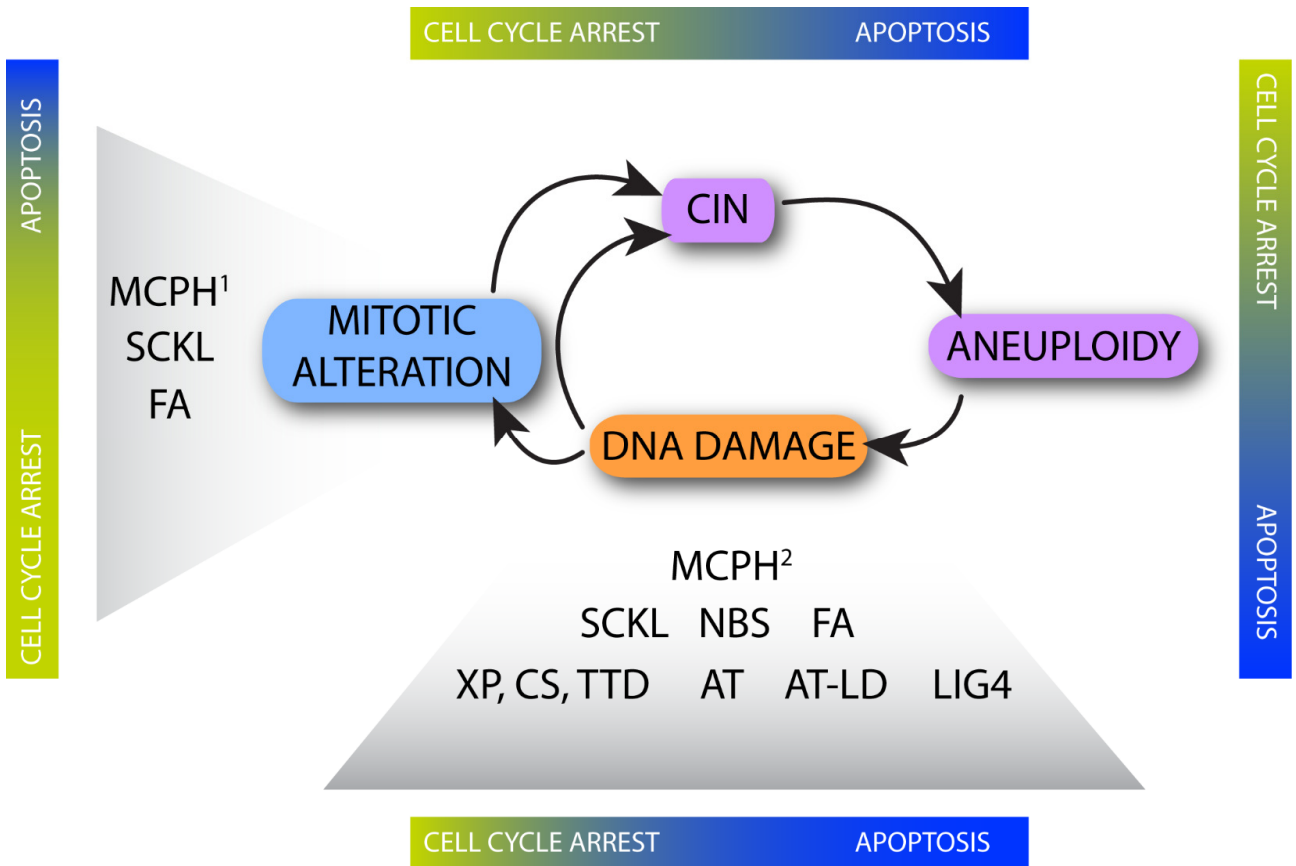 CELL CYCLE ARREST APOPTOSIS
APOPTOSIS
CELL CYCLE ARREST
CELL CYCLE ARREST
APOPTOSIS
CIN
MCPH¹
SCKL
FA
MITOTIC
ALTERATION
ANEUPLOIDY
DNA DAMAGE
MCPH²
SCKL NBS FA
XP, CS, TTD AT AT-LD LIG4
CELL CYCLE ARREST APOPTOSIS